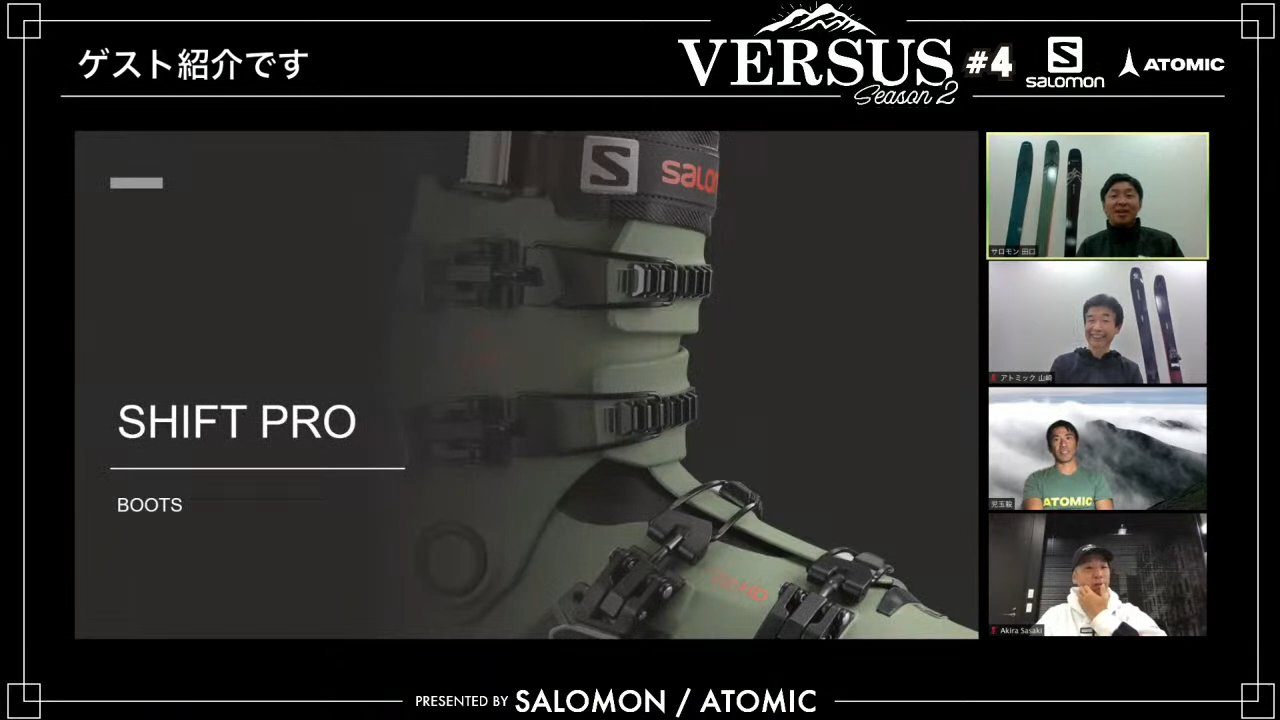 ゲスト紹介です
VERSUS
Season 2
#4
S
salomon
ATOMIC
S
salo
SHIFT PRO
BOOTS
HD
サロモン 田口
アトミック 山崎
ATOMIC
児玉毅
Akira Sasaki
PRESENTED BY SALOMON / ATOMIC